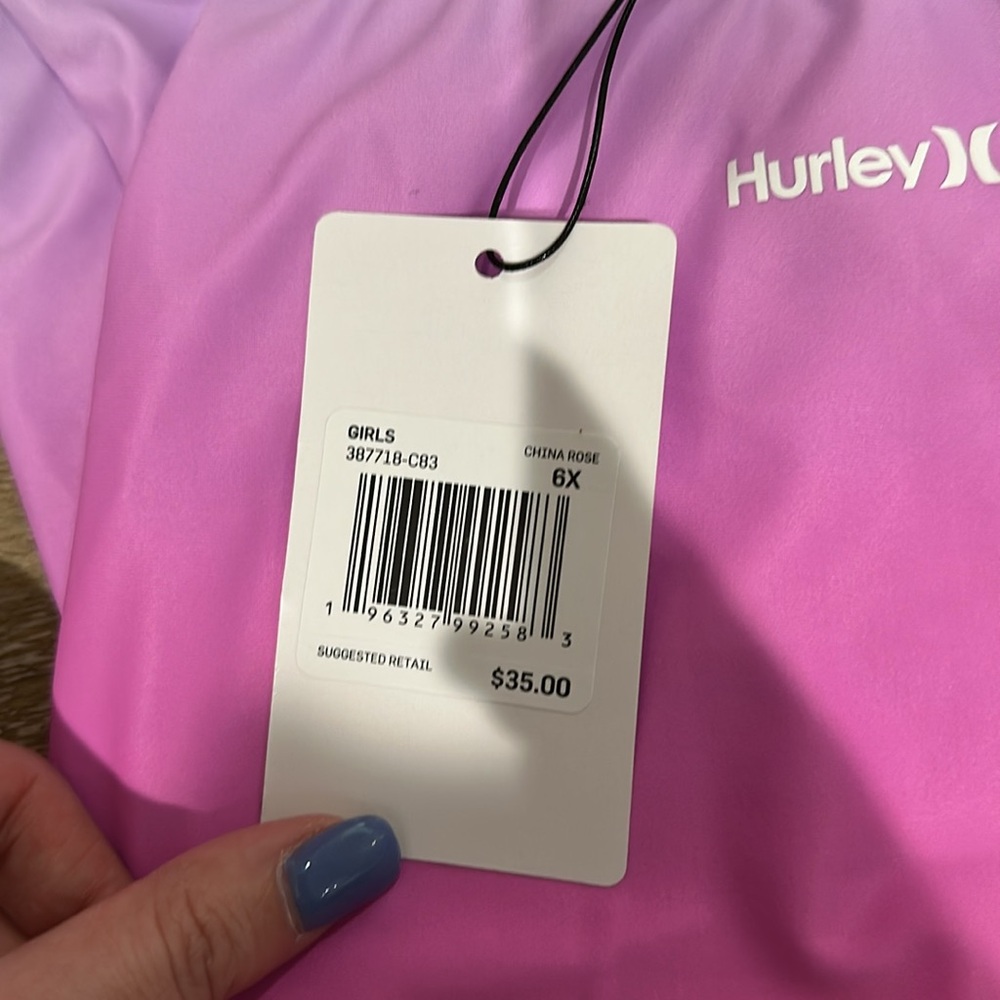 Hurley
GIRLS
387718-C83
CHINA ROSE
6X
1 96327 99258 3
SUGGESTED RETAIL
$35.00